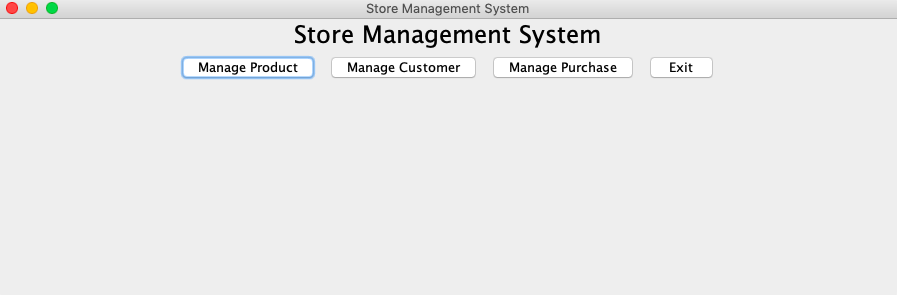 Store Management System
Store Management System
Manage Product Manage Customer Manage Purchase Exit